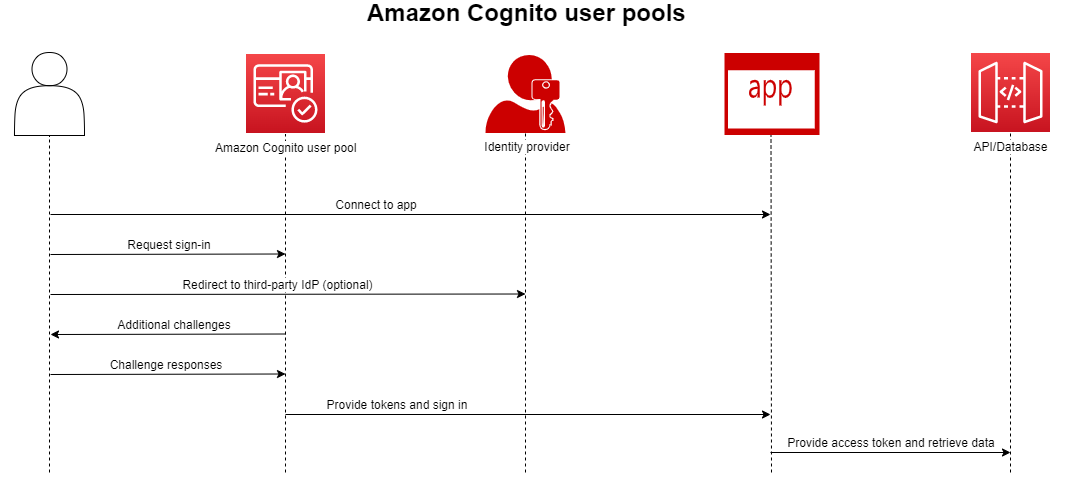 Amazon Cognito user pools
app
Amazon Cognito user pool
Identity provider
API/Database
Connect to app
Request sign-in
Redirect to third-party IdP (optional)
Additional challenges
Challenge responses
Provide tokens and sign in
Provide access token and retrieve data